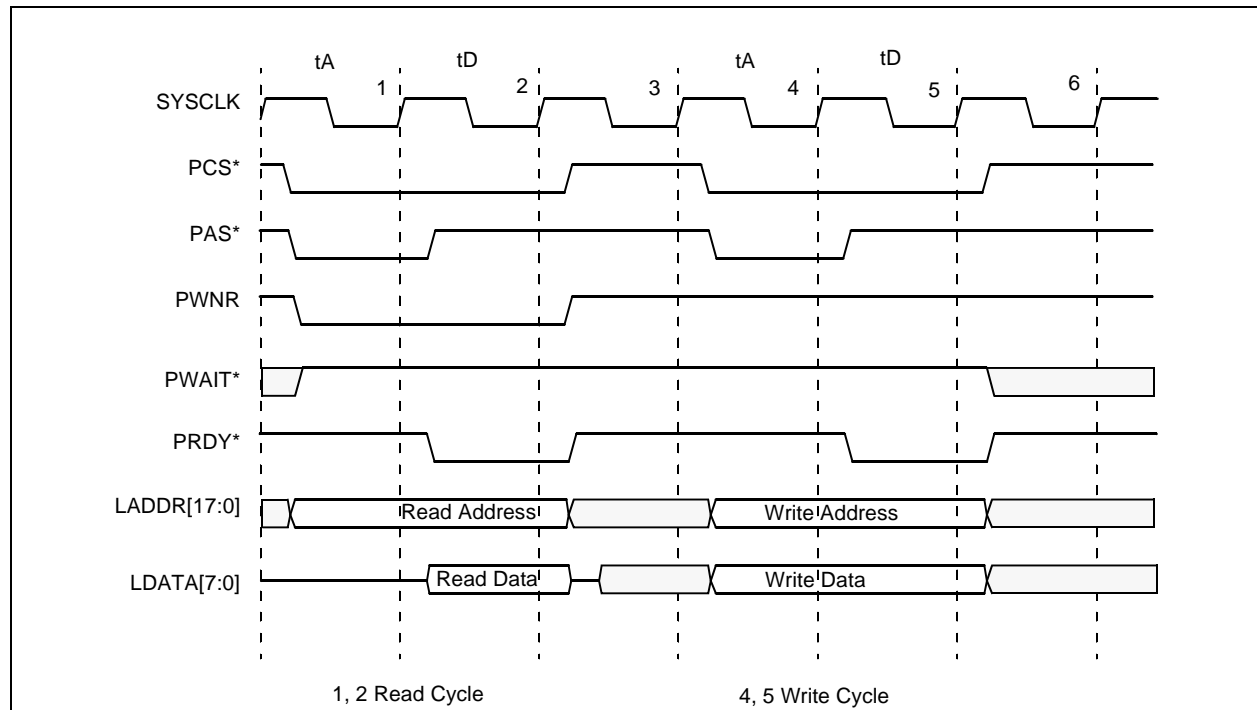 tA tD tA tD
1 2 3 4 5 6
SYSCLK
PCS*
PAS*
PWNR
PWAIT*
PRDY*
LADDR[17:0] Read Address Write Address
LDATA[7:0] Read Data Write Data
1, 2 Read Cycle 4, 5 Write Cycle